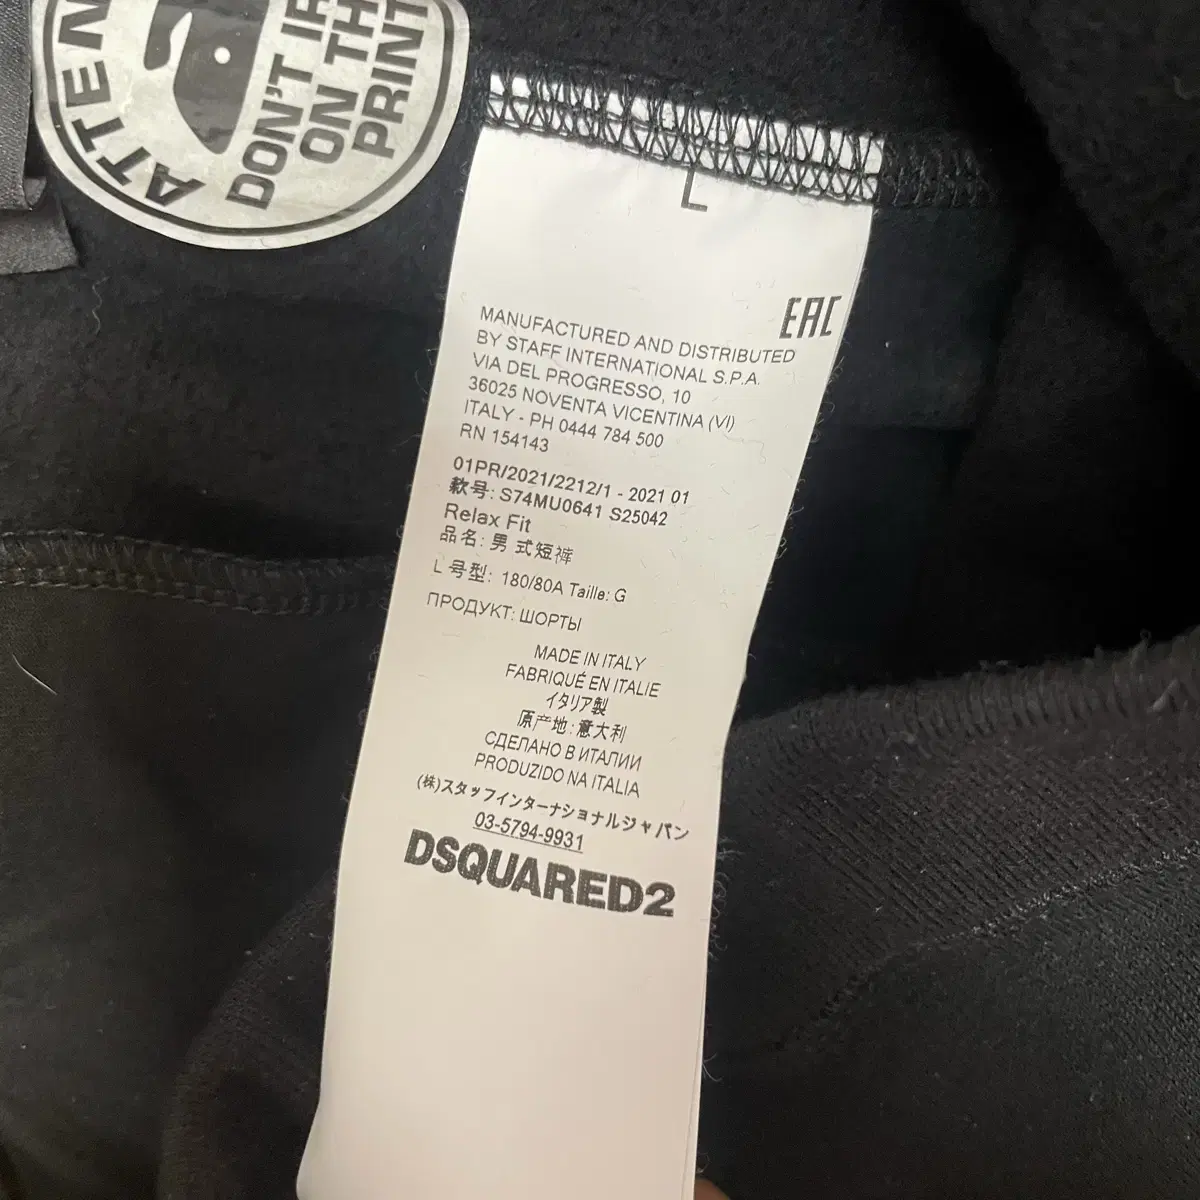 ATTEN
DON'T IR
ON TH
PRINT
L
EAC
MANUFACTURED AND DISTRIBUTED
BY STAFF INTERNATIONAL S.P.A.
VIA DEL PROGRESSO, 10
36025 NOVENTA VICENTINA (VI)
ITALY - PH 0444 784 500
RN 154143
01PR/2021/2212/1 - 2021 01
款号: S74MU0641 S25042
Relax Fit
品名: 男 式短裤
L 号型: 180/80A Taille: G
ПРОДУКТ: ШОРТЫ
MADE IN ITALY
FABRIQUÉ EN ITALIE
イタリア製
原产地: 意大利
СДЕЛАНО В ИТАЛИИ
PRODUZIDO NA ITALIA
(株)スタッフインターナショナルジャパン
03-5794-9931
DSQUARED2